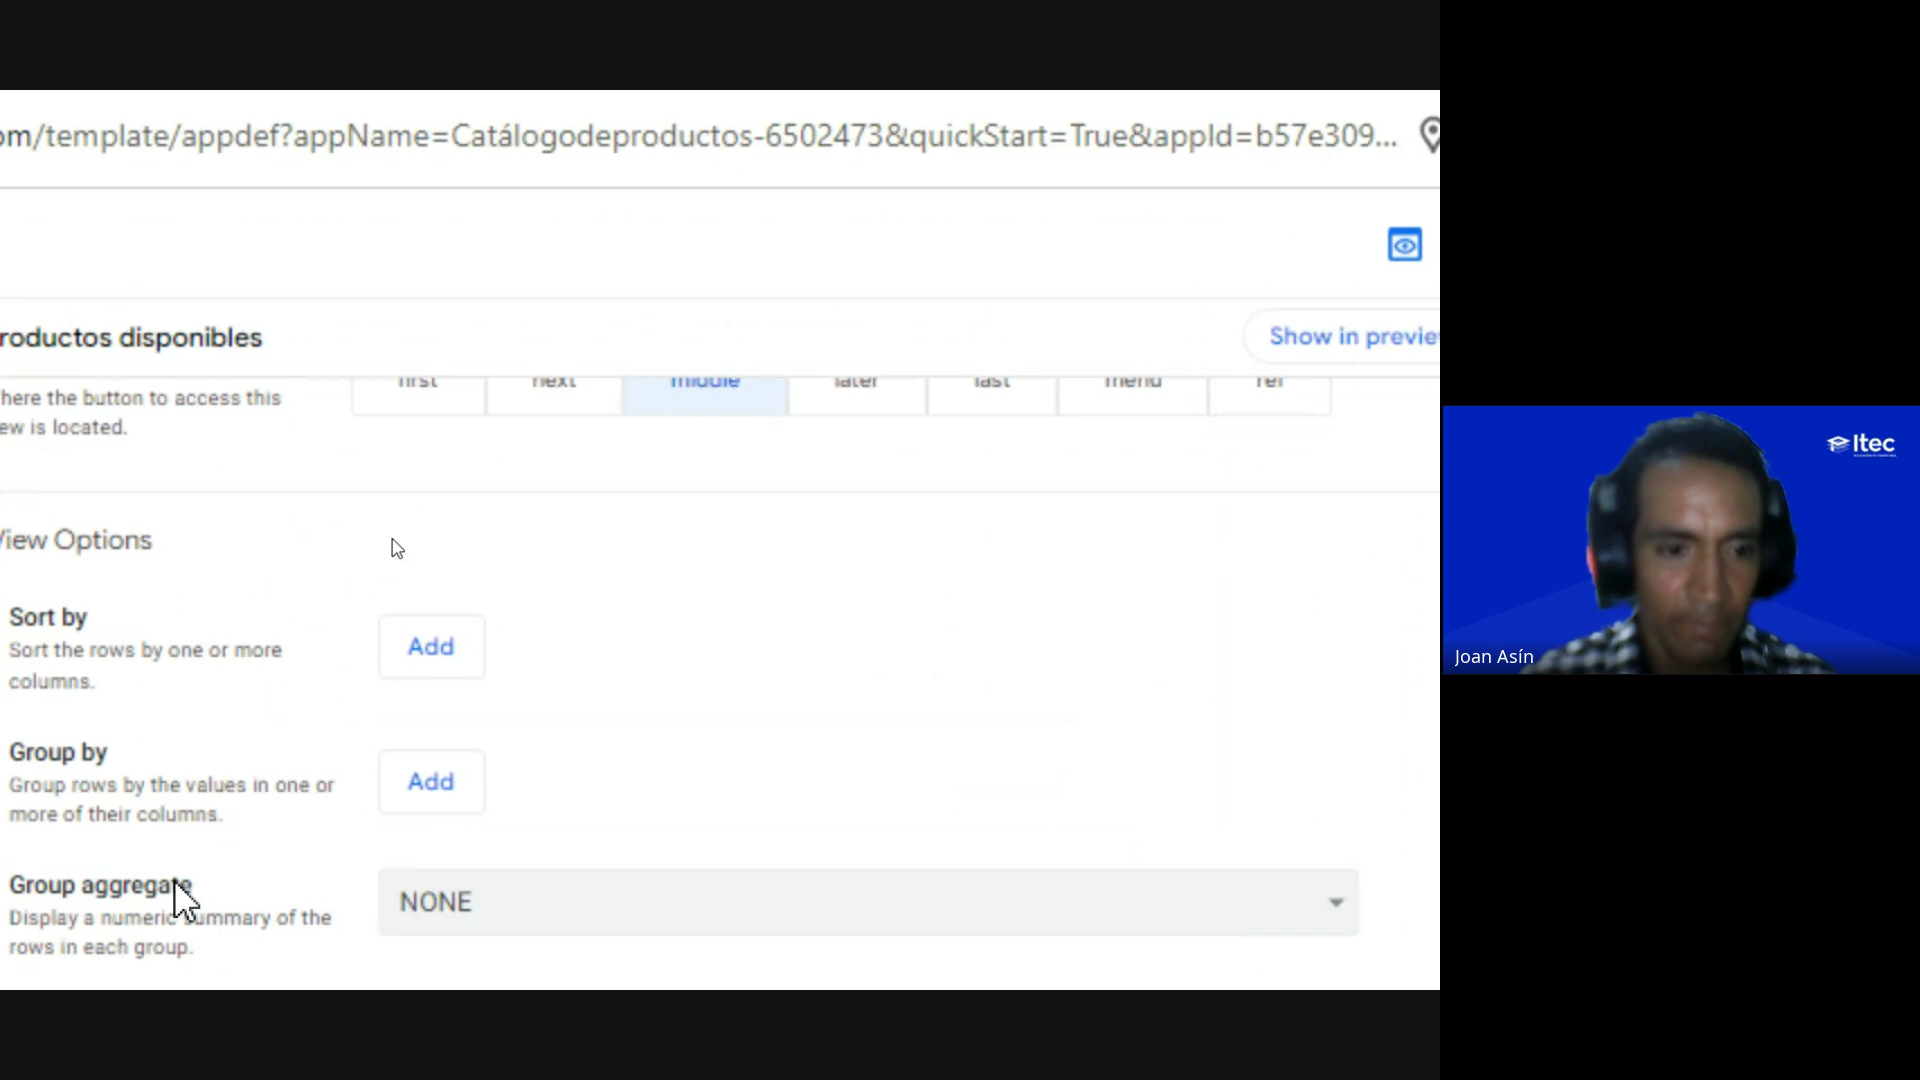 om/template/appdef?appName=Catálogodeproductos-6502473&quickStart=True&appId=b57e309...
roductos disponibles
Show in previe
first next middle later last menu ref
here the button to access this
ew is located.
View Options
Sort by
Sort the rows by one or more
columns.
Add
Group by
Group rows by the values in one or
more of their columns.
Add
Group aggregate
Display a numeric summary of the
rows in each group.
NONE
Itec
Joan Asín